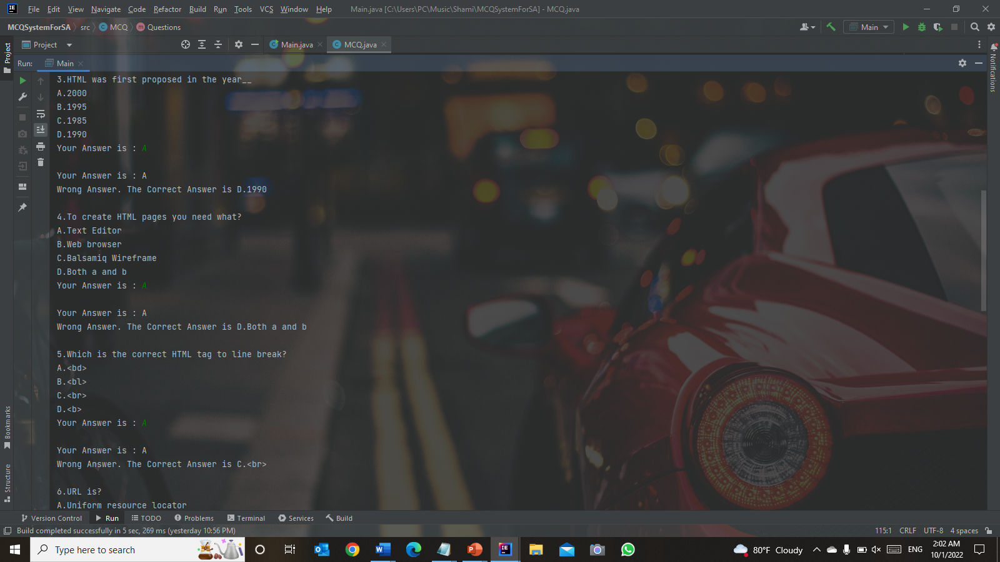 File Edit View Navigate Code Refactor Build Run Tools VCS Window Help Main.java [C:\Users\PC\Music\Shami\MCQSystemForSA] - MCQ.java
MCQSystemForSA src MCQ Questions Main
Project Main.java MCQ.java
Run: Main
Project
Notifications
3.HTML was first proposed in the year__
A.2000
B.1995
C.1985
D.1990
Your Answer is : A
Your Answer is : A
Wrong Answer. The Correct Answer is D.1990
4.To create HTML pages you need what?
A.Text Editor
B.Web browser
C.Balsamiq Wireframe
D.Both a and b
Your Answer is : A
Your Answer is : A
Wrong Answer. The Correct Answer is D.Both a and b
5.Which is the correct HTML tag to line break?
A.<bd>
B.<bl>
C.<br>
D.<b>
Your Answer is : A
Your Answer is : A
Wrong Answer. The Correct Answer is C.<br>
6.URL is?
A.Uniform resource locator
Bookmarks
Structure
Version Control Run TODO Problems Terminal Services Build
Build completed successfully in 5 sec, 269 ms (yesterday 10:56 PM) 115:1 CRLF UTF-8 4 spaces
Type here to search 80°F Cloudy ENG 2:02 AM
10/1/2022